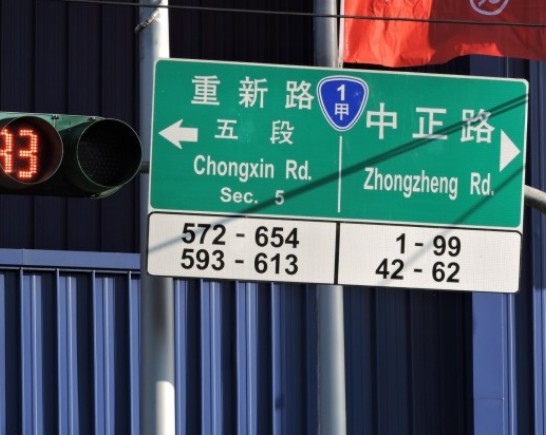 重新路
五段
Chongxin Rd.
Sec. 5
1
甲
中正路
Zhongzheng Rd.
572 - 654
593 - 613
1 - 99
42 - 62
33